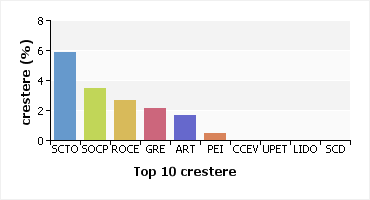 8
6
4
2
0
crestere (%)
SCTO SOCP ROCE GRE ART PEI CCEV UPET LIDO SCD
Top 10 crestere